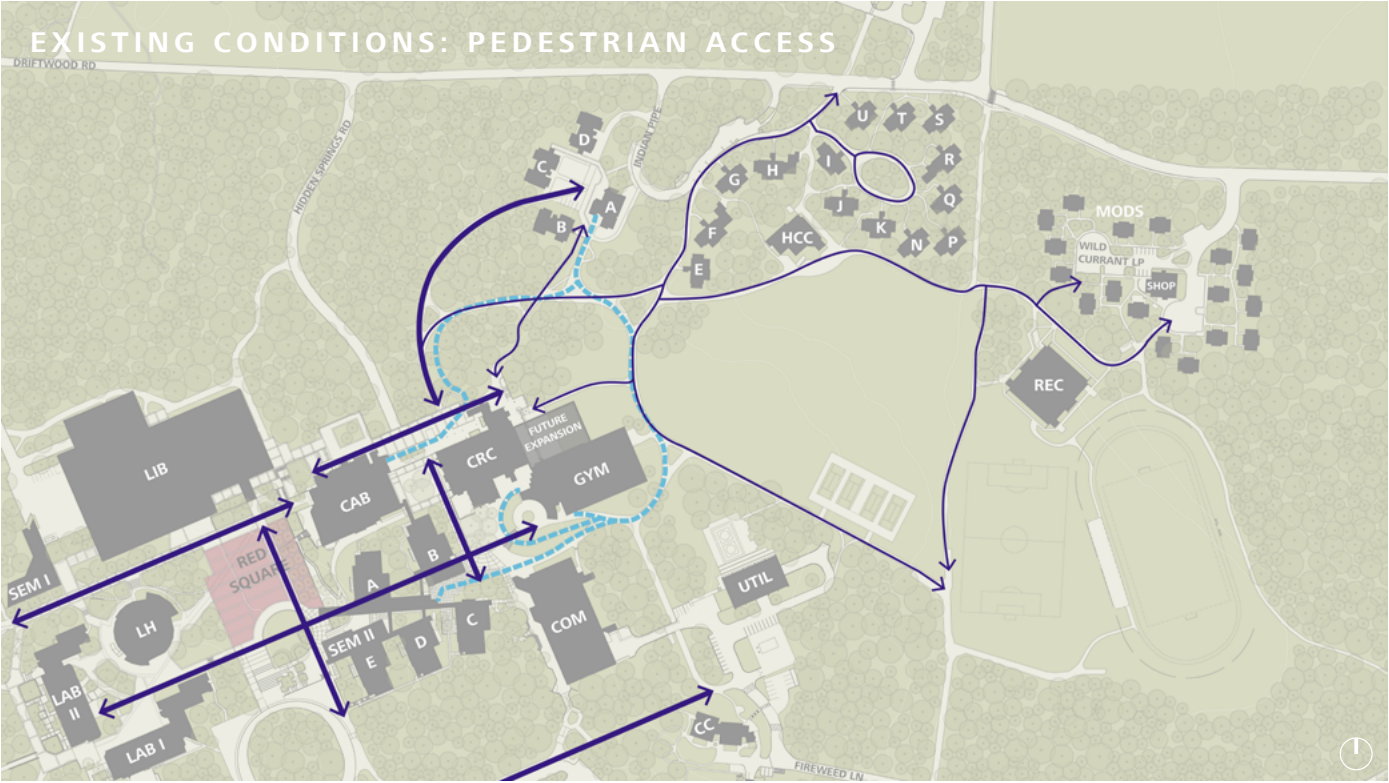 EXISTING CONDITIONS: PEDESTRIAN ACCESS
DRIFTWOOD RD
HIDDEN SPRINGS RD
INDIAN PIPE
D
C
A
B
U
T
S
R
Q
P
N
K
J
I
H
G
F
E
HCC
MODS
WILD
CURRANT LP
SHOP
REC
LIB
CAB
CRC
FUTURE
EXPANSION
GYM
RED
SQUARE
SEM I
LH
A
B
C
D
E
SEM II
COM
UTIL
LAB
II
LAB I
CC
FIREWEED LN